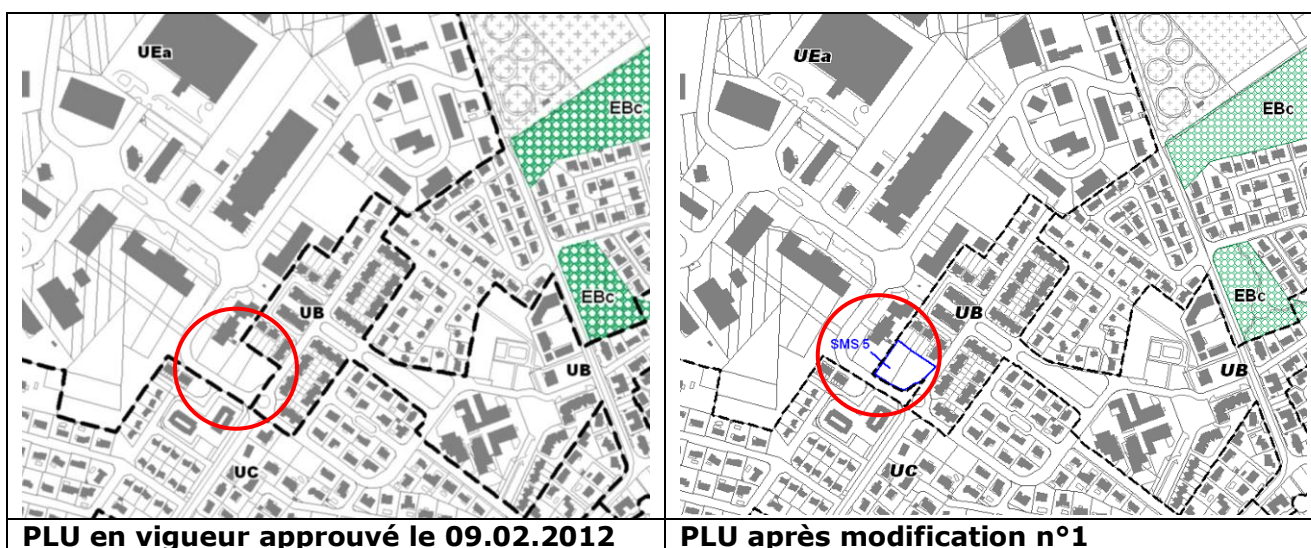 UEa
EBc
UB
EBc
UB
UC
PLU en vigueur approuvé le 09.02.2012
UEa
EBc
UB
SMS 5
EBc
UB
UC
PLU après modification n°1